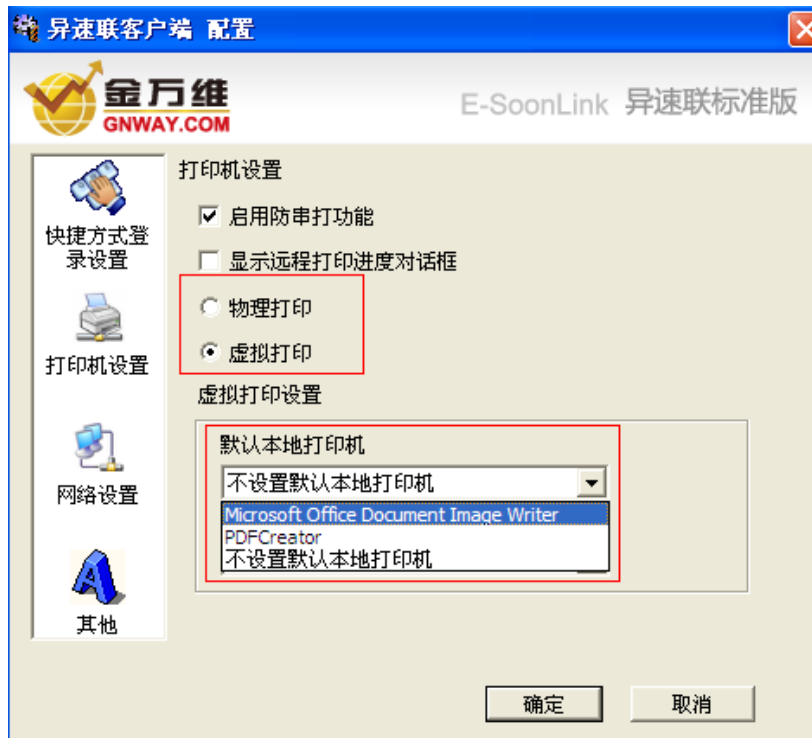 异速联客户端 配置
金万维
GNWAY.COM
E-SoonLink 异速联标准版
快捷方式登
录设置
打印机设置
网络设置
其他
打印机设置
启用防串打功能
显示远程打印进度对话框
物理打印
虚拟打印
虚拟打印设置
默认本地打印机
不设置默认本地打印机
Microsoft Office Document Image Writer
PDFCreator
不设置默认本地打印机
确定
取消